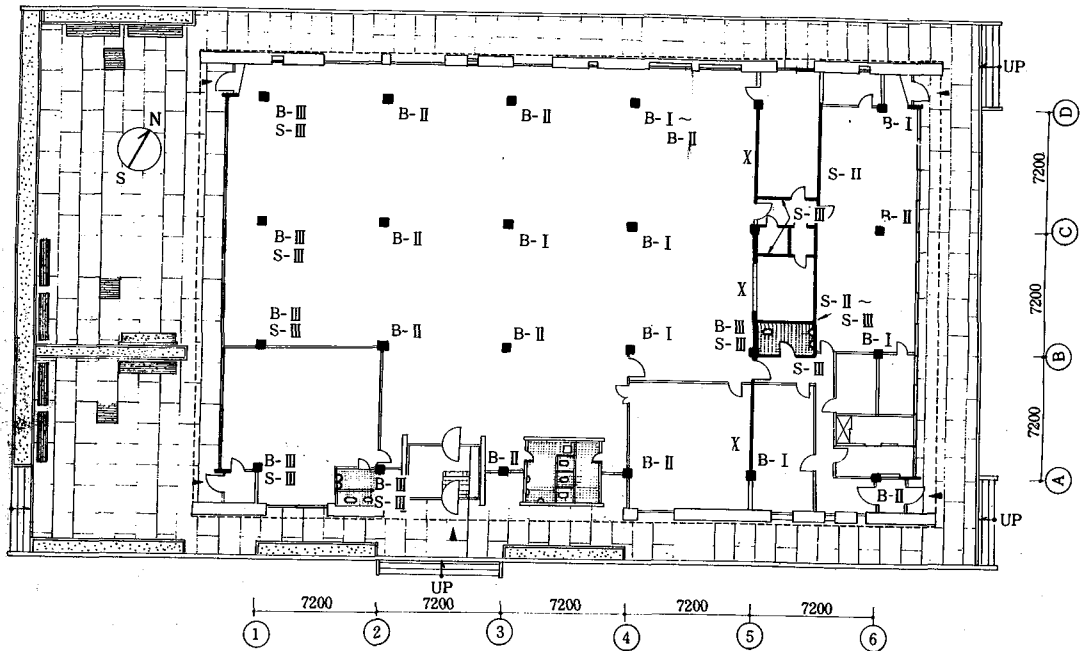 UP
N
S
B-Ⅲ
S-Ⅲ
B-Ⅱ
B-Ⅱ
B-Ⅰ～
B-Ⅱ
B-Ⅰ
D
X
S-Ⅱ
7200
B-Ⅲ
S-Ⅲ
B-Ⅱ
B-Ⅰ
B-Ⅰ
S-Ⅲ
B-Ⅱ
C
X
7200
B-Ⅲ
S-Ⅲ
B-Ⅱ
B-Ⅱ
B-Ⅰ
B-Ⅲ
S-Ⅲ
S-Ⅱ～
S-Ⅲ
S-Ⅲ
B-Ⅰ
B
7200
B-Ⅲ
S-Ⅲ
B-Ⅲ
S-Ⅲ
B-Ⅱ
B-Ⅱ
X
B-Ⅰ
B-Ⅱ
A
UP
UP
7200
7200
7200
7200
7200
1
2
3
4
5
6